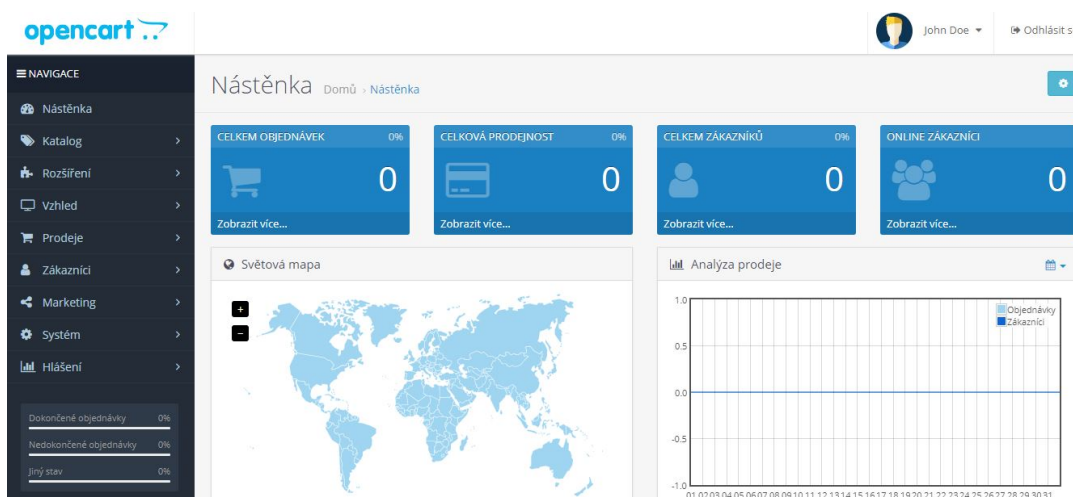 opencart
John Doe
Odhlásit s
NAVIGACE
Nástěnka
Katalog
Rozšíření
Vzhled
Prodeje
Zákazníci
Marketing
Systém
Hlášení
Dokončené objednávky 0%
Nedokončené objednávky 0%
Jiný stav 0%
Nástěnka Domů › Nástěnka
CELKEM OBJEDNÁVEK 0%
0
Zobrazit více...
CELKOVÁ PRODEJNOST 0%
0
Zobrazit více...
CELKEM ZÁKAZNÍKŮ 0%
0
Zobrazit více...
ONLINE ZÁKAZNÍCI
0
Zobrazit více...
Světová mapa
+
-
Analýza prodeje
Objednávky
Zákazníci
1.0
0.5
0.0
-0.5
-1.0
01 02 03 04 05 06 07 08 09 10 11 12 13 14 15 16 17 18 19 20 21 22 23 24 25 26 27 28 29 30 31